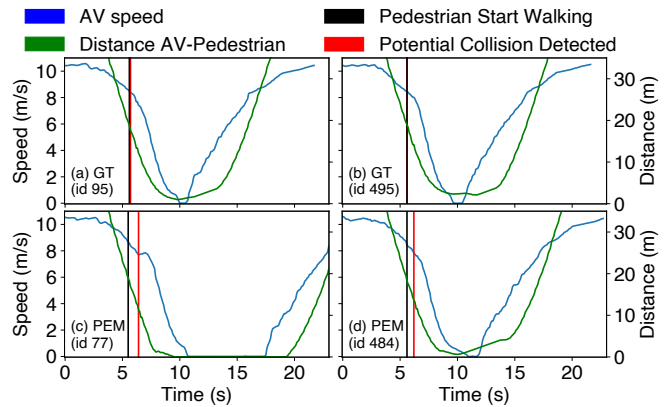 AV speed
Pedestrian Start Walking
Distance AV-Pedestrian
Potential Collision Detected
10
8
6
4
2
0
Speed (m/s)
(a) GT
(id 95)
(b) GT
(id 495)
30
20
10
0
Distance (m)
10
8
6
4
2
0
Speed (m/s)
(c) PEM
(id 77)
(d) PEM
(id 484)
30
20
10
0
Distance (m)
0 5 10 15 20
0 5 10 15 20
Time (s)
Time (s)